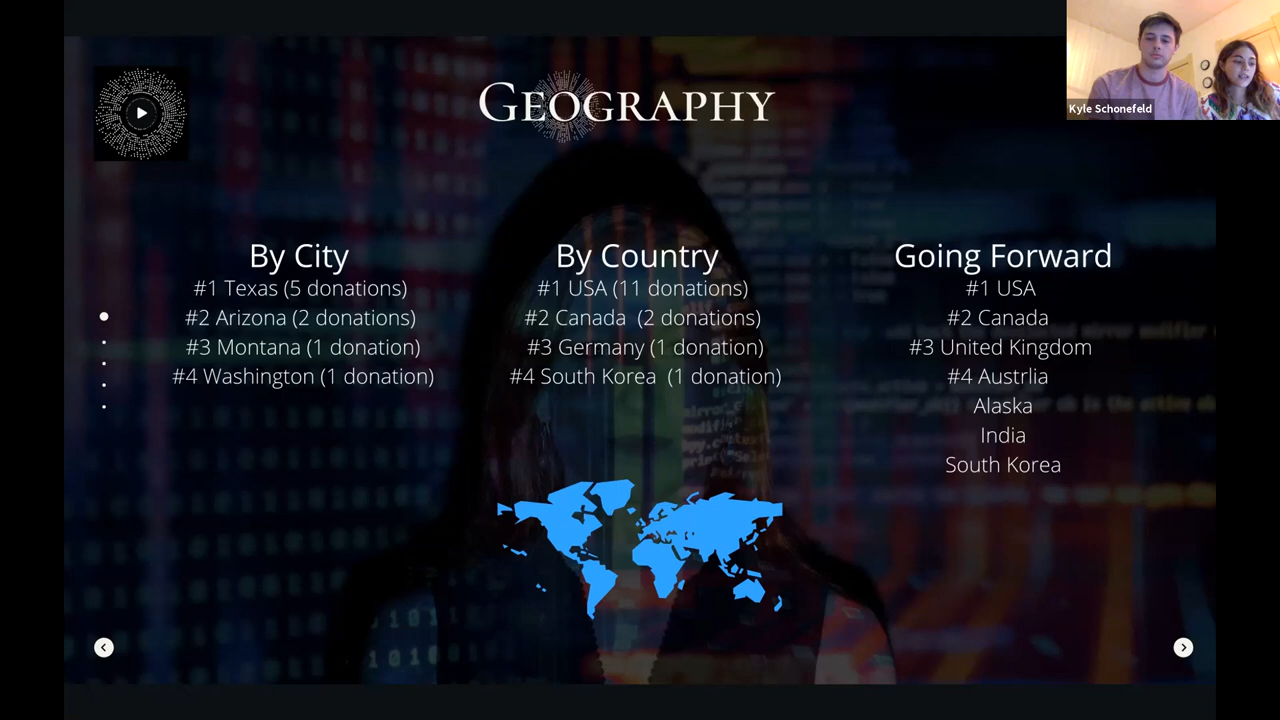 GEOGRAPHY
Kyle Schonefeld
By City
#1 Texas (5 donations)
#2 Arizona (2 donations)
#3 Montana (1 donation)
#4 Washington (1 donation)
By Country
#1 USA (11 donations)
#2 Canada (2 donations)
#3 Germany (1 donation)
#4 South Korea (1 donation)
Going Forward
#1 USA
#2 Canada
#3 United Kingdom
#4 Austrlia
Alaska
India
South Korea